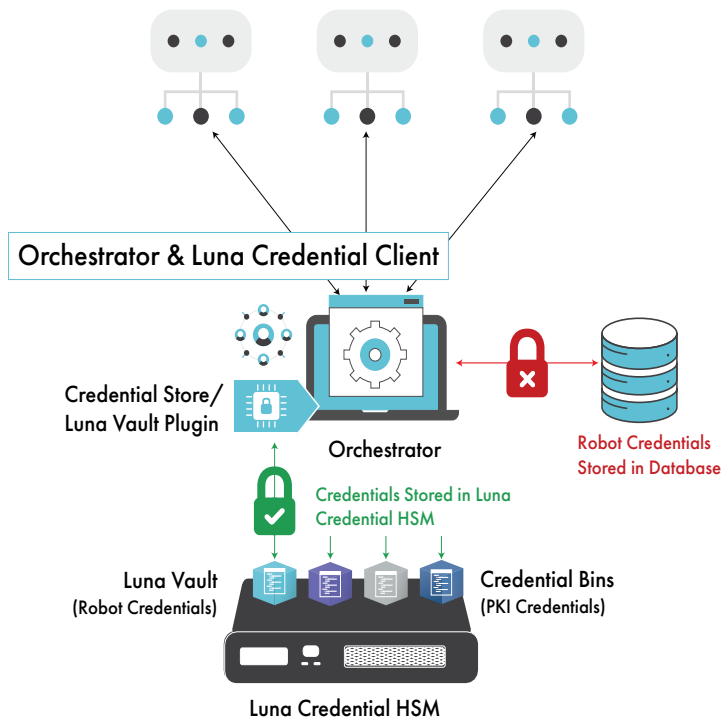 Orchestrator & Luna Credential Client
Credential Store/
Luna Vault Plugin
Orchestrator
Robot Credentials
Stored in Database
Credentials Stored in Luna
Credential HSM
Luna Vault
(Robot Credentials)
Credential Bins
(PKI Credentials)
Luna Credential HSM